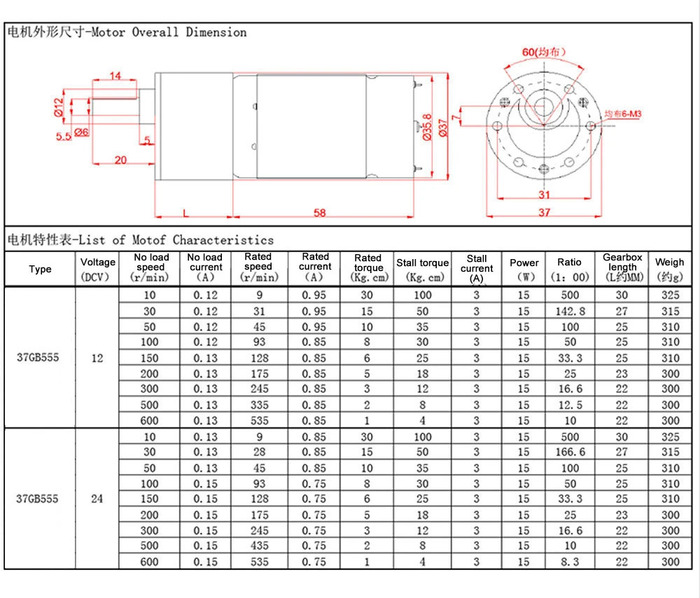 电机外形尺寸-Motor Overall Dimension
60(均布)
14
Ø12
5.5
Ø6
5
20
L
58
Ø35.8
Ø37
7
均布6-M3
31
37
电机特性表-List of Motof Characteristics
Type Voltage (DCV) No load speed (r/min) No load current (A) Rated speed (r/min) Rated current (A) Rated torque (Kg.cm) Stall torque (Kg.cm) Stall current (A) Power (W) Ratio (1：00) Gearbox length (L约MM) Weigh (约g)
37GB555 12
10 0.12 9 0.95 30 100 3 15 500 30 325
30 0.12 31 0.95 15 50 3 15 142.8 27 315
50 0.12 45 0.95 10 35 3 15 100 25 310
100 0.12 93 0.85 8 30 3 15 50 25 310
150 0.13 128 0.85 6 25 3 15 33.3 25 310
200 0.13 175 0.85 5 18 3 15 25 23 300
300 0.13 245 0.85 3 12 3 15 16.6 22 300
500 0.13 335 0.85 2 8 3 15 12.5 22 300
600 0.13 535 0.85 1 4 3 15 10 22 300
37GB555 24
10 0.13 9 0.85 30 100 3 15 500 30 325
30 0.13 28 0.85 15 50 3 15 166.6 27 315
50 0.13 45 0.85 10 35 3 15 100 25 310
100 0.15 93 0.75 8 30 3 15 50 25 310
150 0.15 128 0.75 6 25 3 15 33.3 25 310
200 0.15 175 0.75 5 18 3 15 25 23 300
300 0.15 245 0.75 3 12 3 15 16.6 22 300
500 0.15 435 0.75 2 8 3 15 10 22 300
600 0.15 535 0.75 1 4 3 15 8.3 22 300